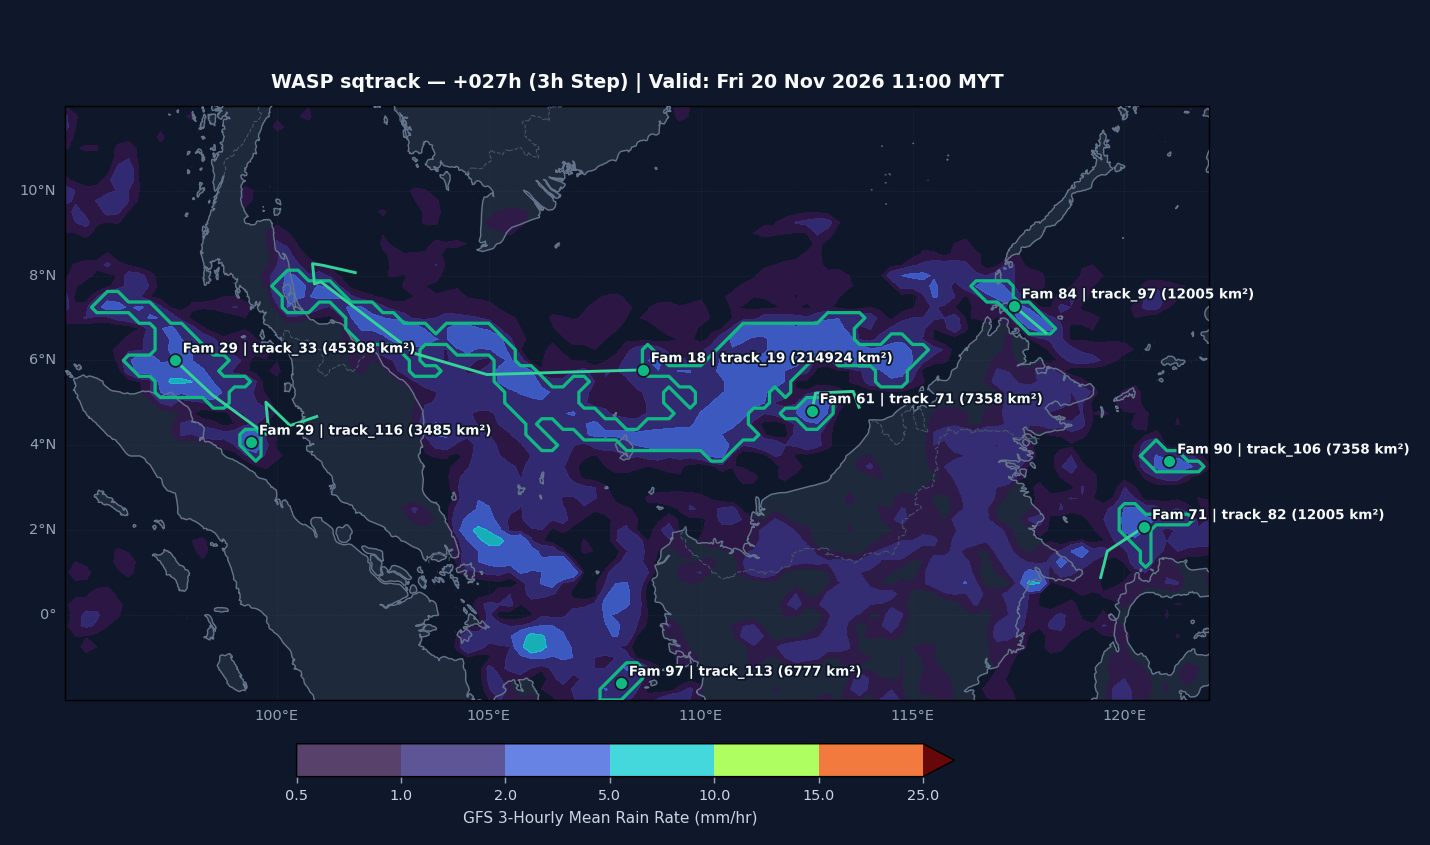 WASP sqtrack — +027h (3h Step) | Valid: Fri 20 Nov 2026 11:00 MYT
10°N
8°N
6°N
4°N
2°N
0°
Fam 84 | track_97 (12005 km²)
Fam 29 | track_33 (45308 km²)
Fam 18 | track_19 (214924 km²)
Fam 61 | track_71 (7358 km²)
Fam 29 | track_116 (3485 km²)
Fam 90 | track_106 (7358 km²)
Fam 71 | track_82 (12005 km²)
Fam 97 | track_113 (6777 km²)
100°E 105°E 110°E 115°E 120°E
0.5 1.0 2.0 5.0 10.0 15.0 25.0
GFS 3-Hourly Mean Rain Rate (mm/hr)